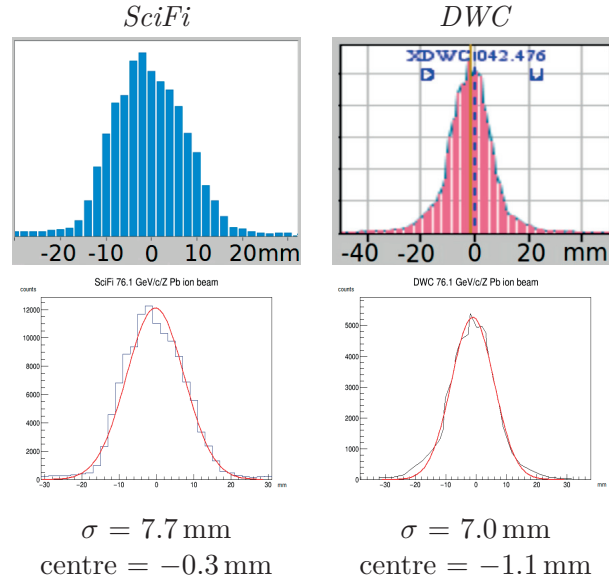 SciFi
DWC
-20 -10 0 10 20mm
XDWC1042.476
-40 -20 0 20 mm
SciFi 76.1 GeV/c/Z Pb ion beam
counts
12000
10000
8000
6000
4000
2000
0
−30 −20 −10 0 10 20 30
mm
DWC 76.1 GeV/c/Z Pb ion beam
counts
5000
4000
3000
2000
1000
0
−30 −20 −10 0 10 20 30
mm
σ = 7.7 mm
centre = −0.3 mm
σ = 7.0 mm
centre = −1.1 mm